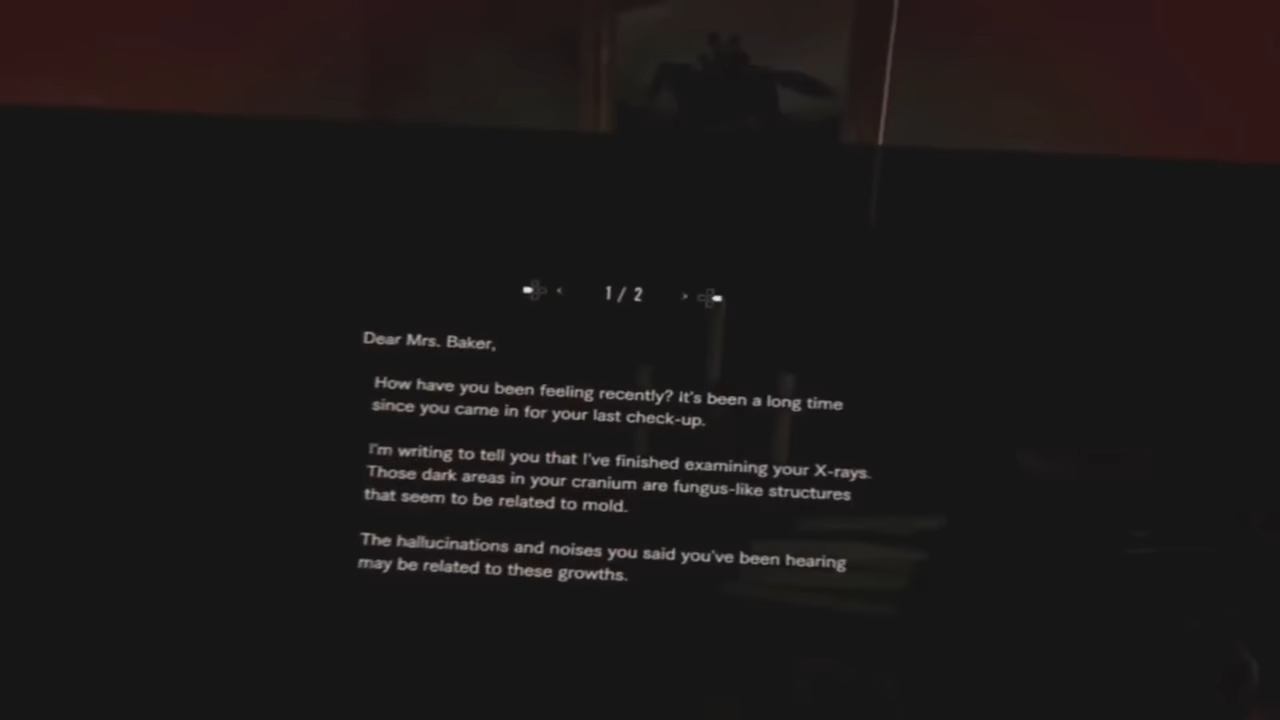 1 / 2
Dear Mrs. Baker,
How have you been feeling recently? It's been a long time
since you came in for your last check-up.
I'm writing to tell you that I've finished examining your X-rays.
Those dark areas in your cranium are fungus-like structures
that seem to be related to mold.
The hallucinations and noises you said you've been hearing
may be related to these growths.